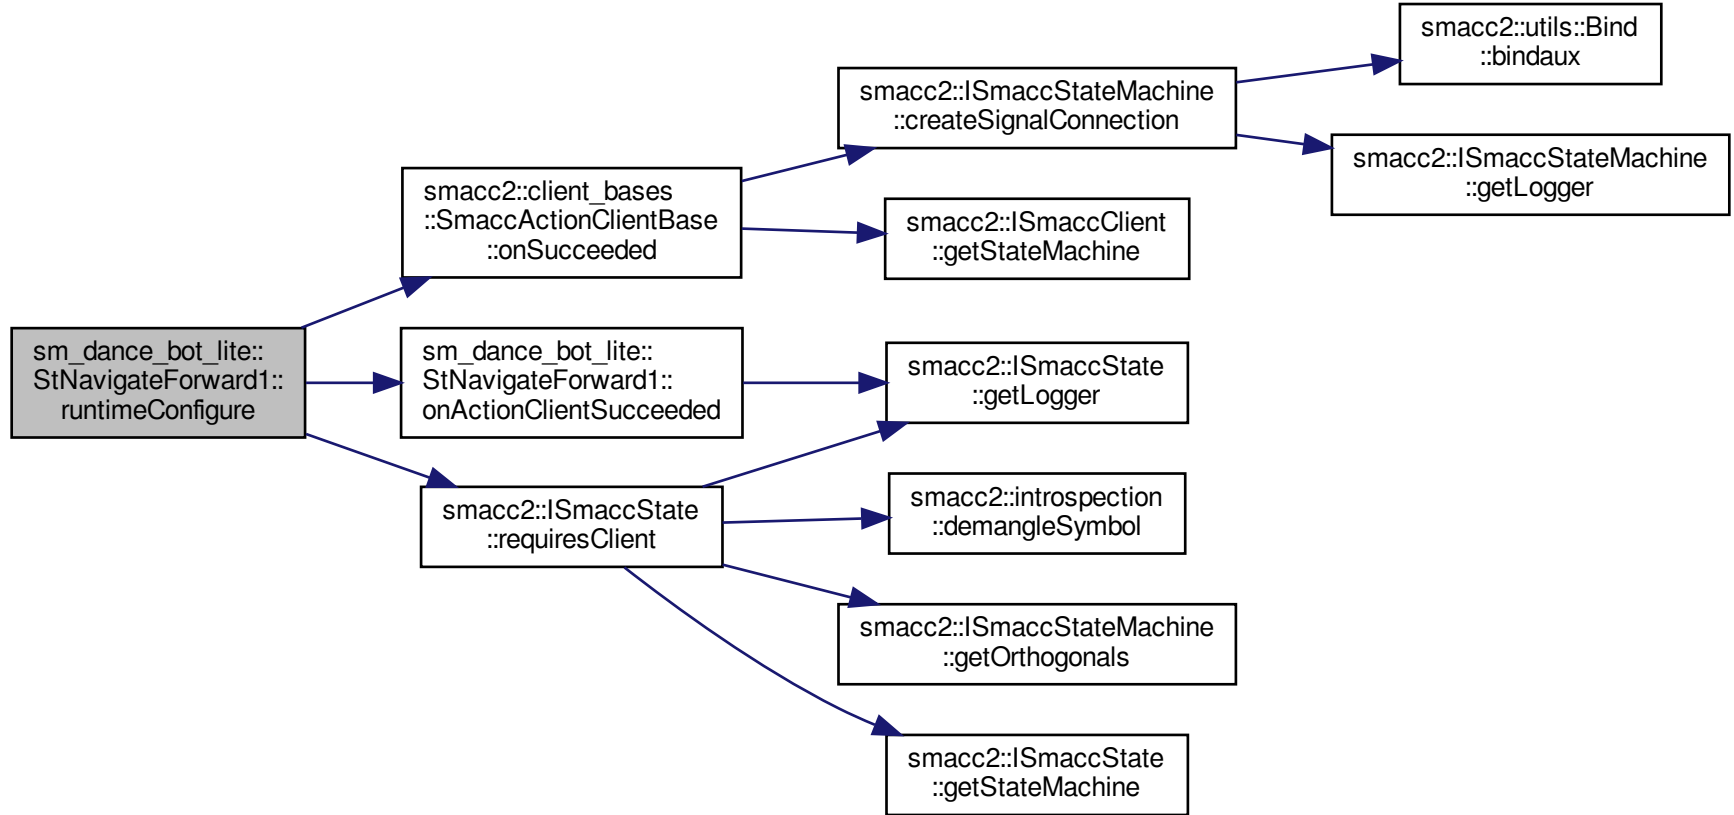 sm_dance_bot_lite::
StNavigateForward1::
runtimeConfigure
smacc2::client_bases
::SmaccActionClientBase
::onSucceeded
sm_dance_bot_lite::
StNavigateForward1::
onActionClientSucceeded
smacc2::ISmaccState
::requiresClient
smacc2::ISmaccStateMachine
::createSignalConnection
smacc2::ISmaccClient
::getStateMachine
smacc2::ISmaccState
::getLogger
smacc2::introspection
::demangleSymbol
smacc2::ISmaccStateMachine
::getOrthogonals
smacc2::ISmaccState
::getStateMachine
smacc2::utils::Bind
::bindaux
smacc2::ISmaccStateMachine
::getLogger